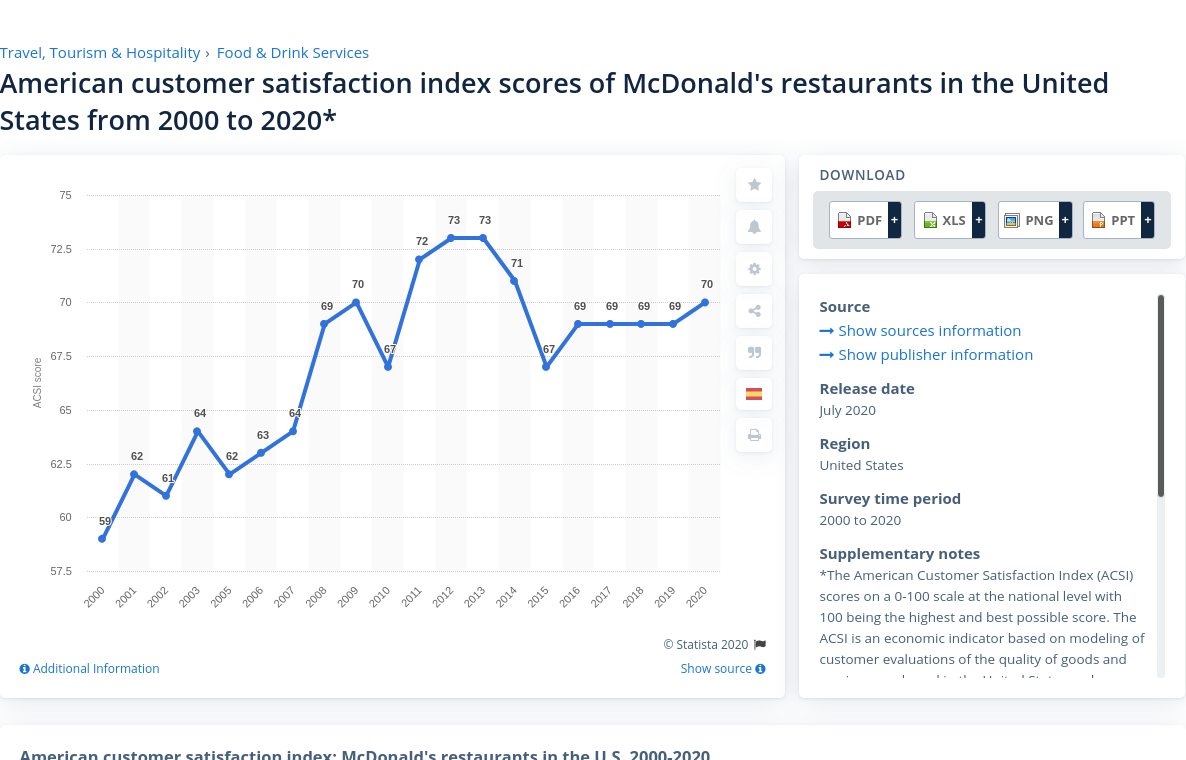 Travel, Tourism & Hospitality › Food & Drink Services
American customer satisfaction index scores of McDonald's restaurants in the United
States from 2000 to 2020*
75
72.5
70
67.5
65
62.5
60
57.5
ACSI score
59
62
61
64
62
63
64
69
70
67
72
73
73
71
67
69
69
69
69
70
2000
2001
2002
2003
2005
2006
2007
2008
2009
2010
2011
2012
2013
2014
2015
2016
2017
2018
2019
2020
© Statista 2020
Additional Information
Show source
DOWNLOAD
PDF +
XLS +
PNG +
PPT +
Source
Show sources information
Show publisher information
Release date
July 2020
Region
United States
Survey time period
2000 to 2020
Supplementary notes
*The American Customer Satisfaction Index (ACSI)
scores on a 0-100 scale at the national level with
100 being the highest and best possible score. The
ACSI is an economic indicator based on modeling of
customer evaluations of the quality of goods and
American customer satisfaction index: McDonald's restaurants in the U.S. 2000-2020